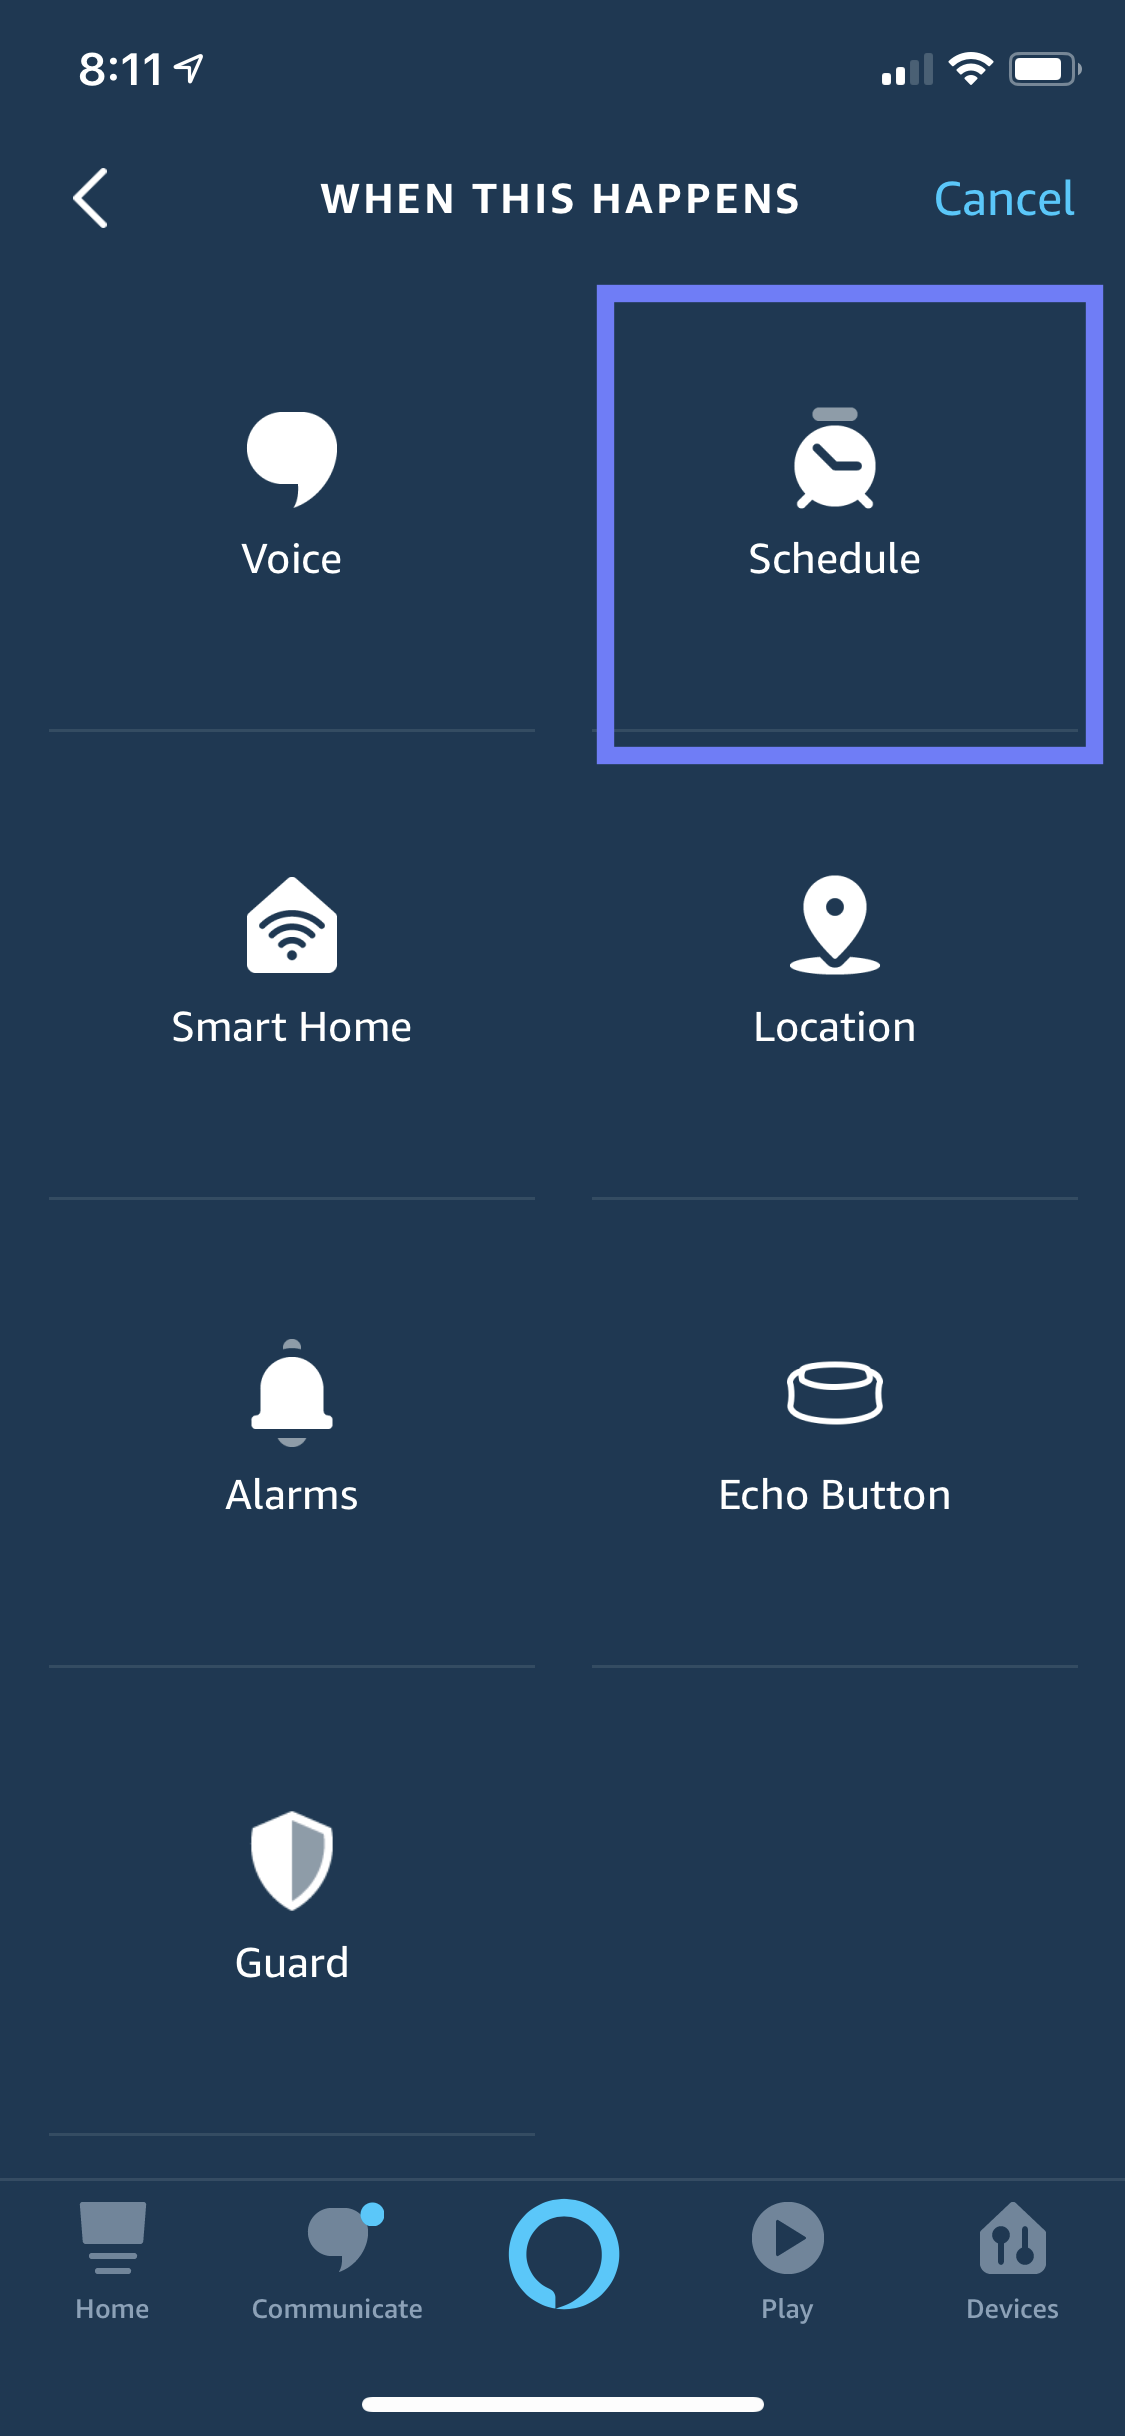 8:11
WHEN THIS HAPPENS
Cancel
Voice
Schedule
Smart Home
Location
Alarms
Echo Button
Guard
Home
Communicate
Play
Devices